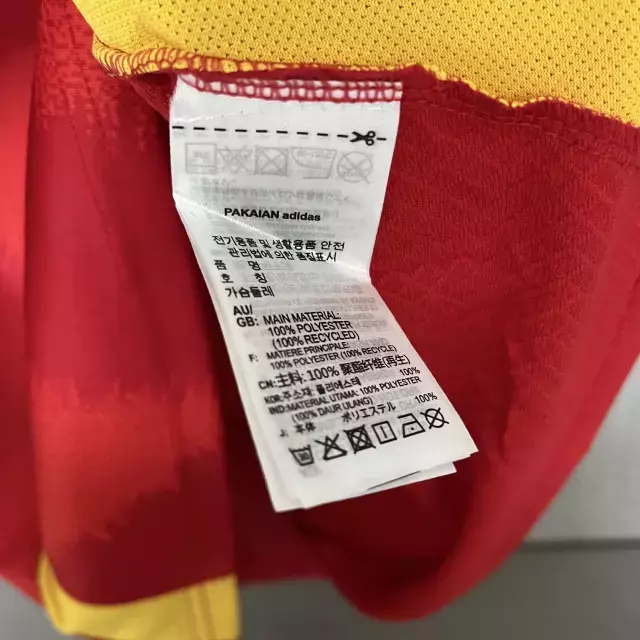 PAKAIAN adidas
전기용품 및 생활용품 안전
관리법에 의한 품질표시
품 명
호 칭
가슴둘레
AU/
GB: MAIN MATERIAL:
100% POLYESTER
(100% RECYCLED)
F: MATIERE PRINCIPALE:
100% POLYESTER (100% RECYCLE)
CN: 主料: 100% 聚酯纤维(再生)
KOR: 주소재: 폴리에스테 100%
IND: MATERIAL UTAMA: 100% POLYESTER
(100% DAUR ULANG)
J: 本体 ポリエステル 100%